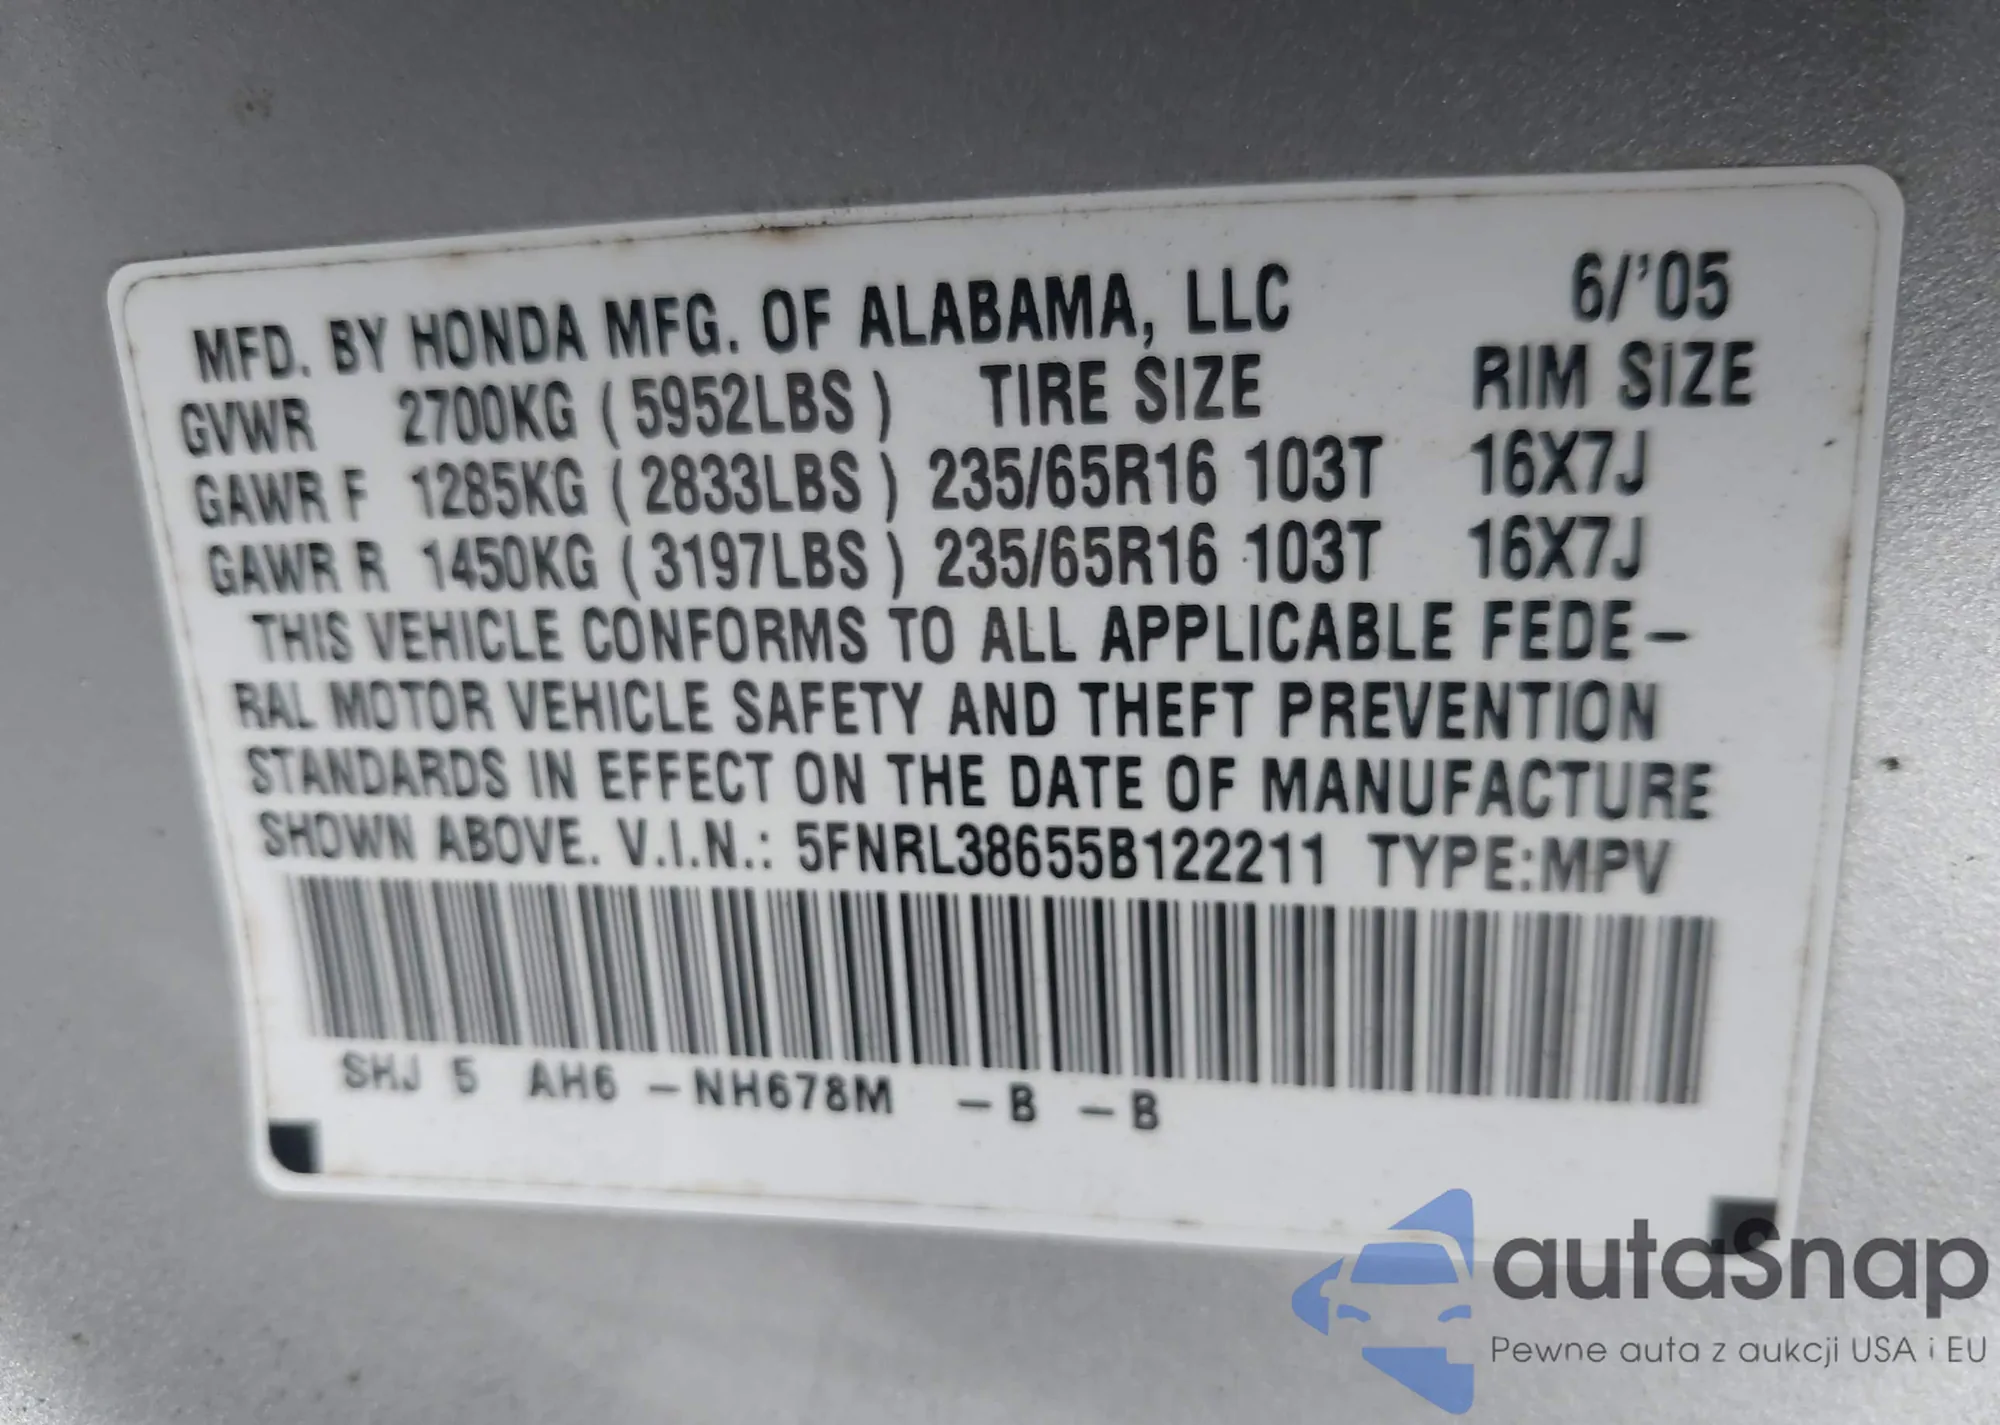 MFD. BY HONDA MFG. OF ALABAMA, LLC 6/'05
GVWR 2700KG ( 5952LBS ) TIRE SIZE RIM SIZE
GAWR F 1285KG ( 2833LBS ) 235/65R16 103T 16X7J
GAWR R 1450KG ( 3197LBS ) 235/65R16 103T 16X7J
THIS VEHICLE CONFORMS TO ALL APPLICABLE FEDE–
RAL MOTOR VEHICLE SAFETY AND THEFT PREVENTION
STANDARDS IN EFFECT ON THE DATE OF MANUFACTURE
SHOWN ABOVE. V.I.N.: 5FNRL38655B122211 TYPE:MPV
SHJ 5 AH6 –NH678M –B –B
autoSnap
Pewne auta z aukcji USA i EU